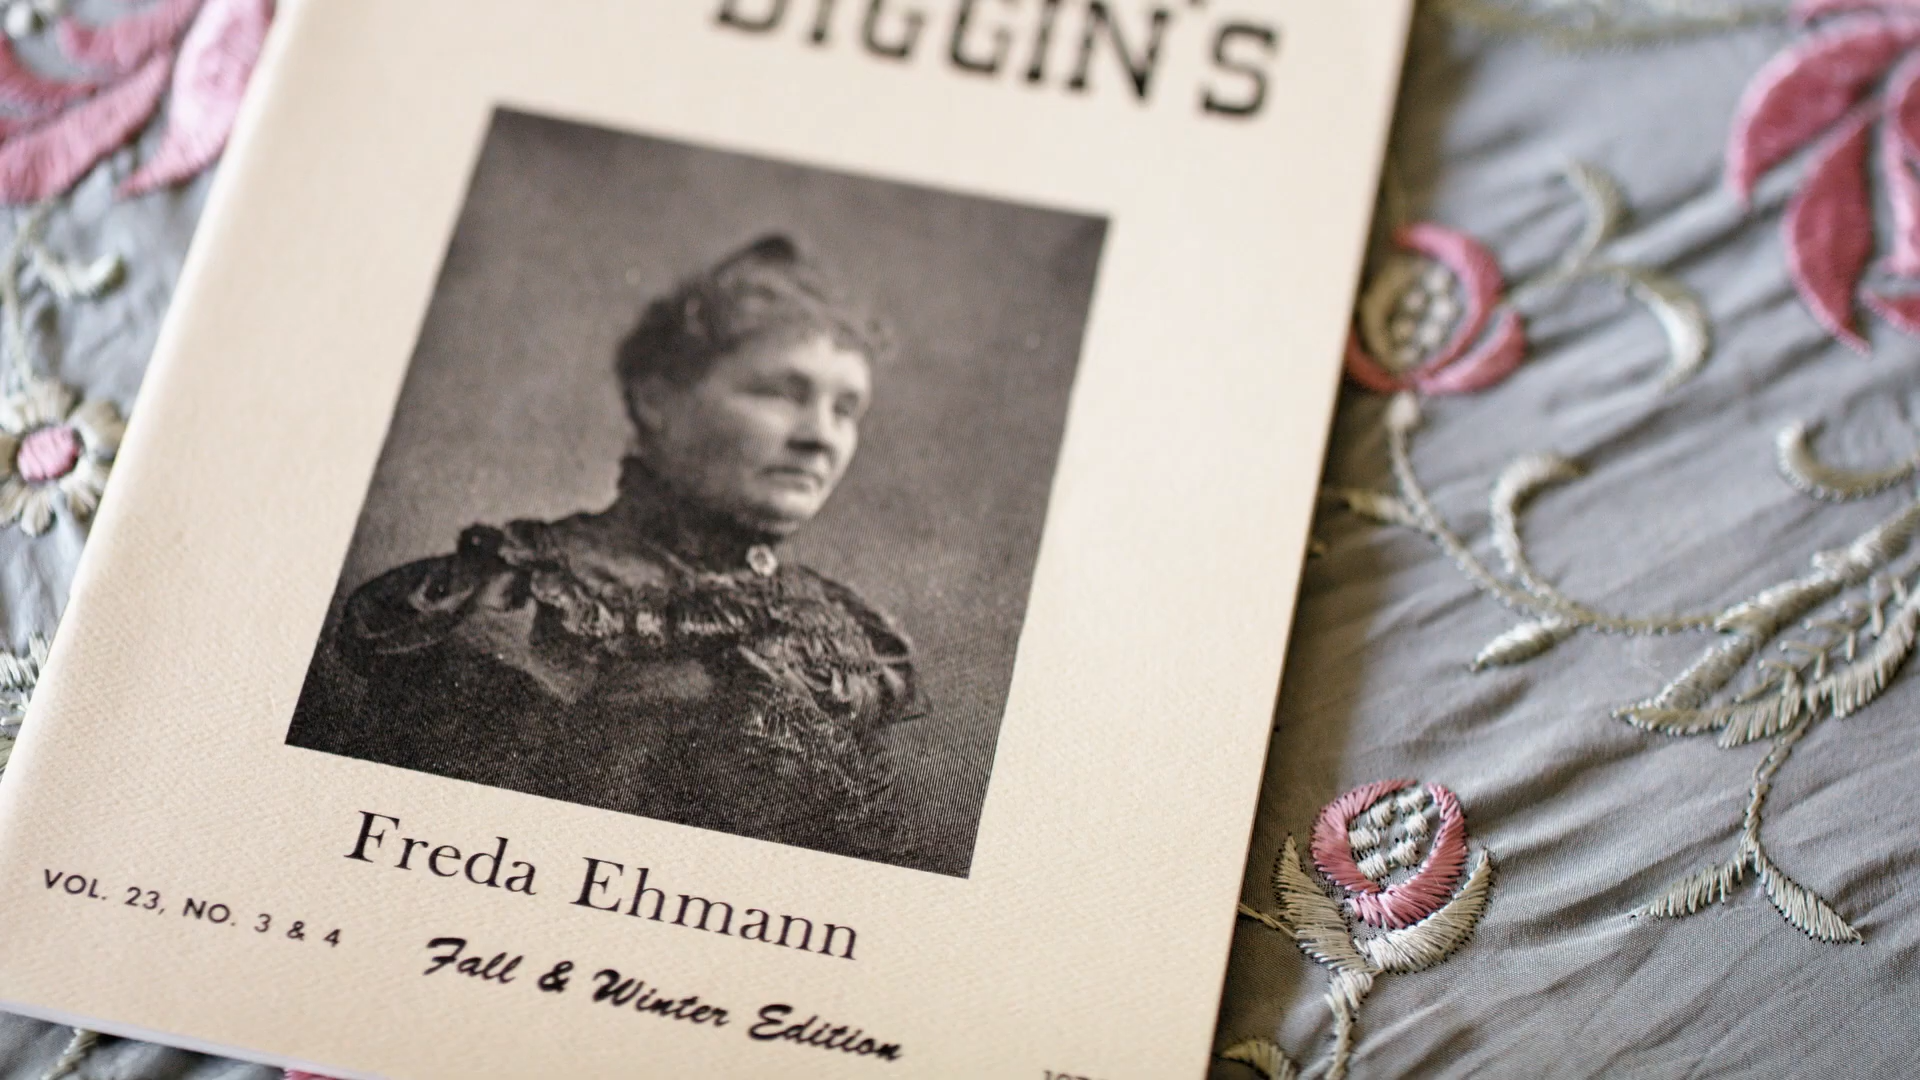 DIGGIN'S
Freda Ehmann
VOL. 23, NO. 3 & 4
Fall & Winter Edition